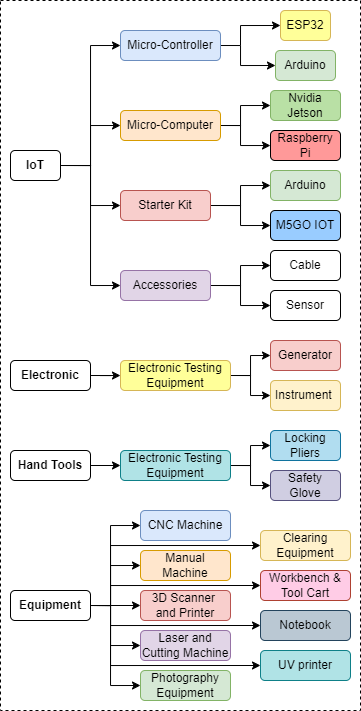 IoT
Micro-Controller
ESP32
Arduino
Micro-Computer
Nvidia
Jetson
Raspberry
Pi
Starter Kit
Arduino
M5GO IOT
Accessories
Cable
Sensor
Electronic
Electronic Testing
Equipment
Generator
Instrument
Hand Tools
Electronic Testing
Equipment
Locking
Pliers
Safety
Glove
Equipment
CNC Machine
Clearing
Equipment
Manual
Machine
Workbench &
Tool Cart
3D Scanner
and Printer
Notebook
Laser and
Cutting Machine
UV printer
Photography
Equipment